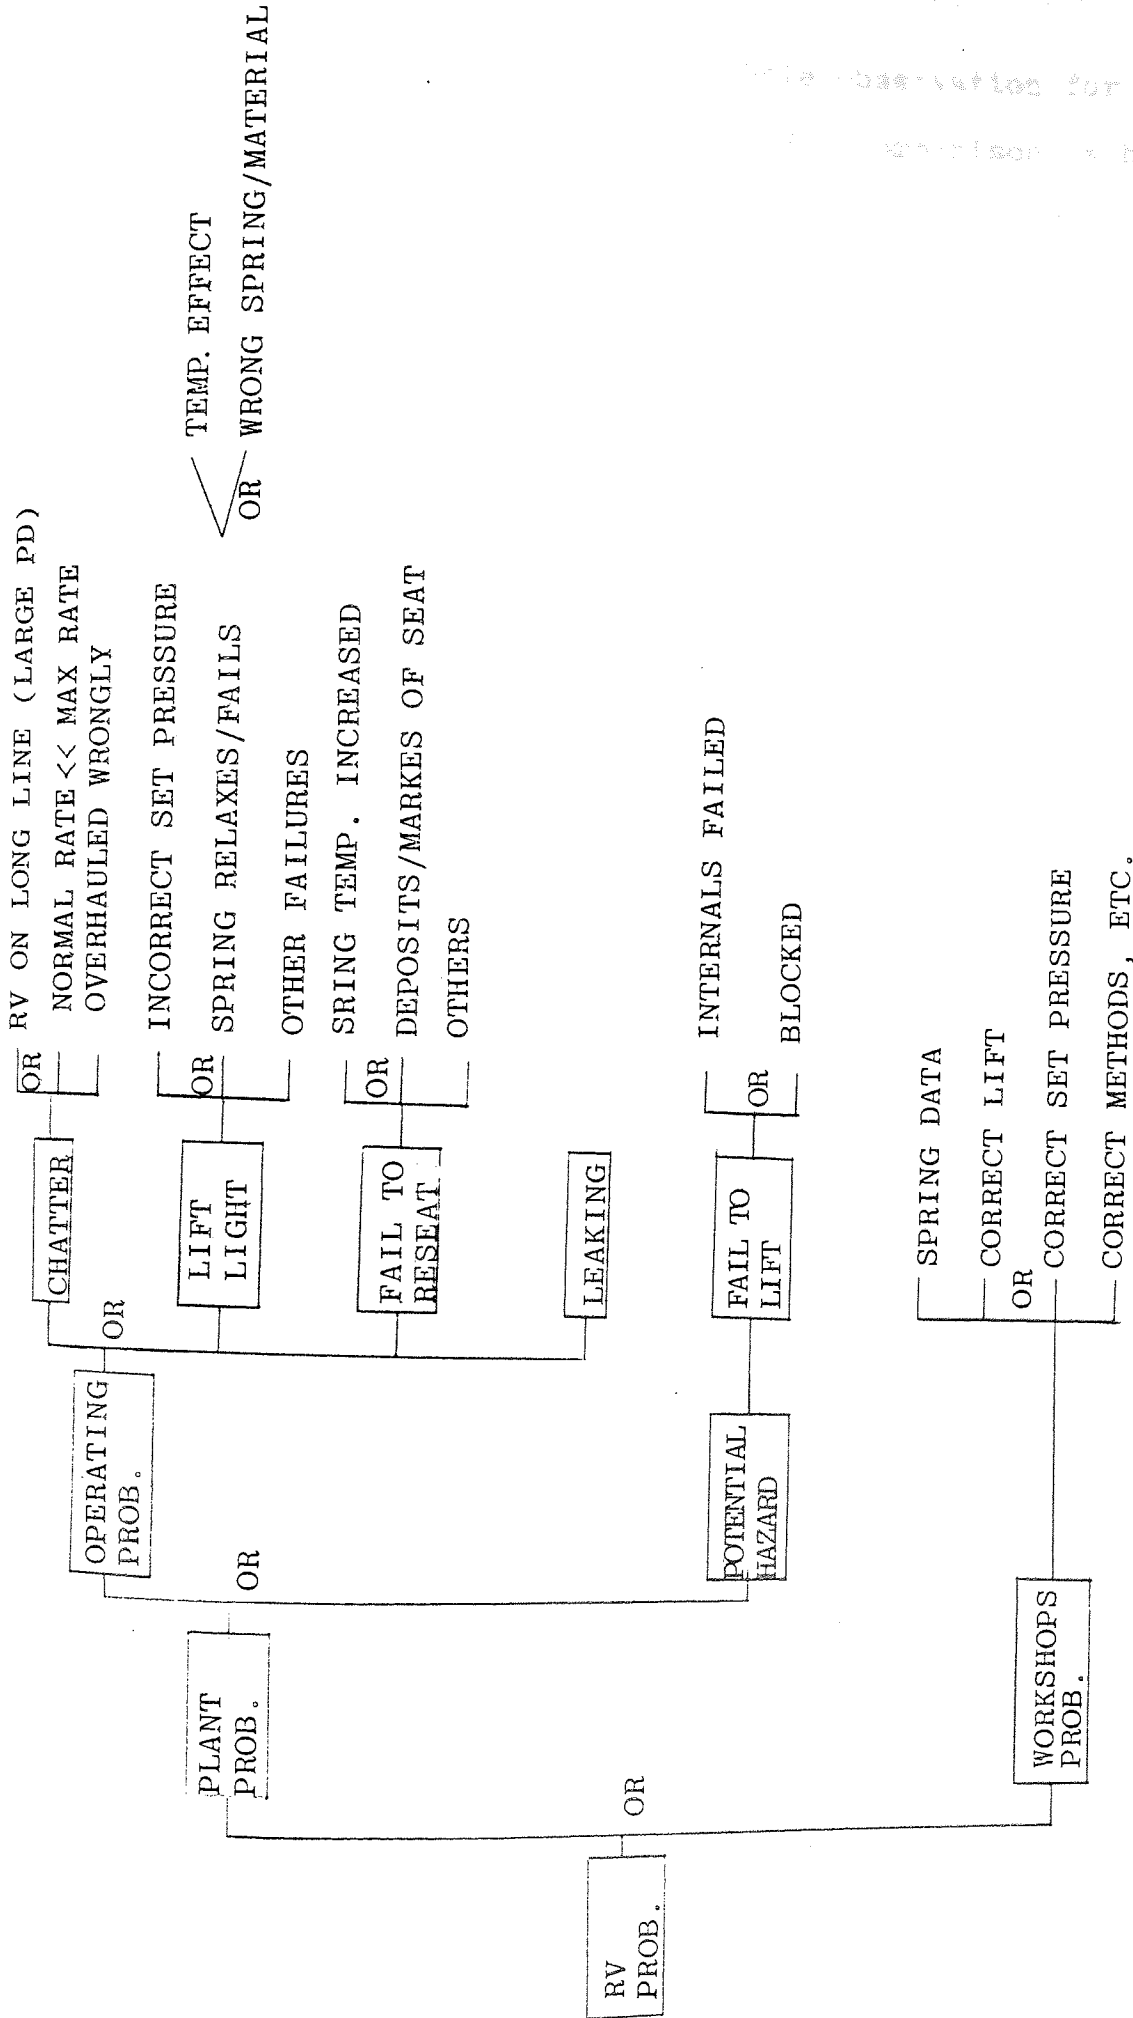 RV
PROB.
OR
PLANT
PROB.
OR
OPERATING
PROB.
OR
CHATTER
OR
RV ON LONG LINE (LARGE PD)
NORMAL RATE << MAX RATE
OVERHAULED WRONGLY
LIFT
LIGHT
OR
INCORRECT SET PRESSURE
SPRING RELAXES/FAILS
OTHER FAILURES
OR
TEMP. EFFECT
WRONG SPRING/MATERIAL
FAIL TO
RESEAT
OR
SRING TEMP. INCREASED
DEPOSITS/MARKES OF SEAT
OTHERS
LEAKING
POTENTIAL
HAZARD
FAIL TO
LIFT
OR
INTERNALS FAILED
BLOCKED
WORKSHOPS
PROB.
OR
SPRING DATA
CORRECT LIFT
CORRECT SET PRESSURE
CORRECT METHODS, ETC.
for